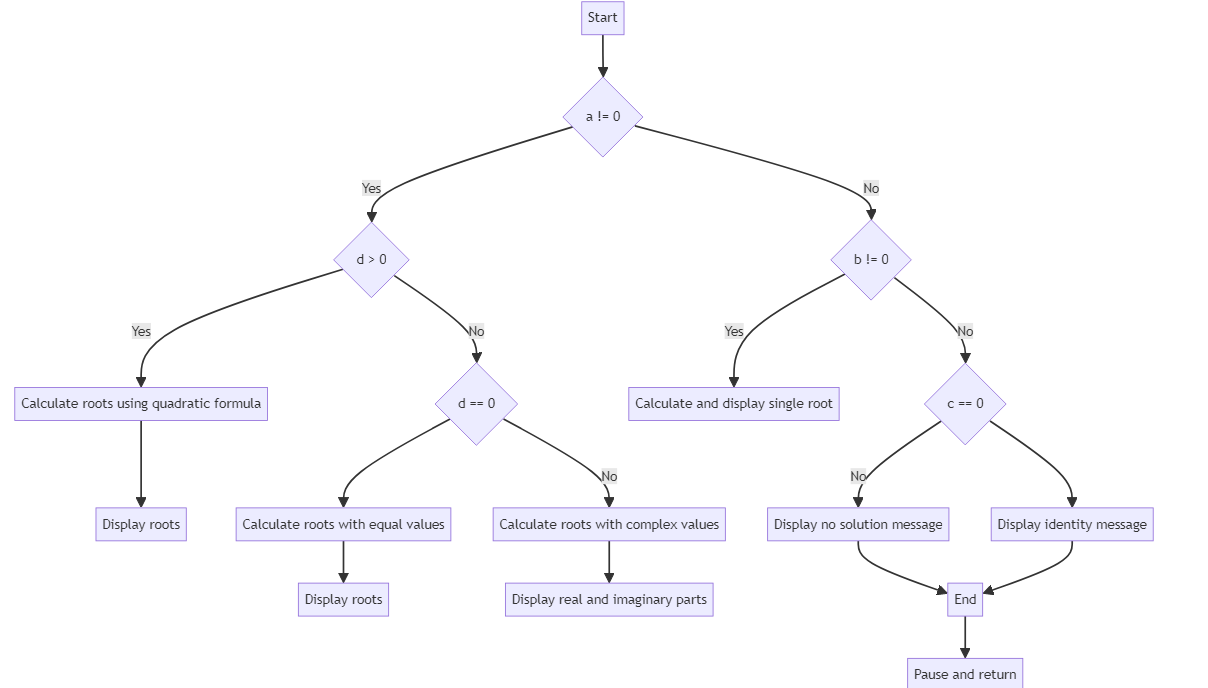 Start
a != 0
Yes
No
d > 0
b != 0
Yes
No
Yes
No
Calculate roots using quadratic formula
d == 0
Calculate and display single root
c == 0
No
No
Display roots
Calculate roots with equal values
Calculate roots with complex values
Display no solution message
Display identity message
Display roots
Display real and imaginary parts
End
Pause and return